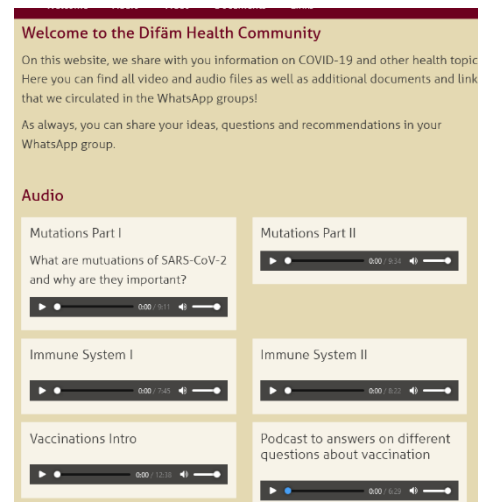 Welcome to the Difäm Health Community
On this website, we share with you information on COVID-19 and other health topic
Here you can find all video and audio files as well as additional documents and link
that we circulated in the WhatsApp groups!
As always, you can share your ideas, questions and recommendations in your
WhatsApp group.
Audio
Mutations Part I
What are mutuations of SARS-CoV-2
and why are they important?
0:00 / 9:11
Mutations Part II
0:00 / 9:34
Immune System I
0:00 / 7:45
Immune System II
0:00 / 8:22
Vaccinations Intro
0:00 / 12:38
Podcast to answers on different
questions about vaccination
0:00 / 6:29